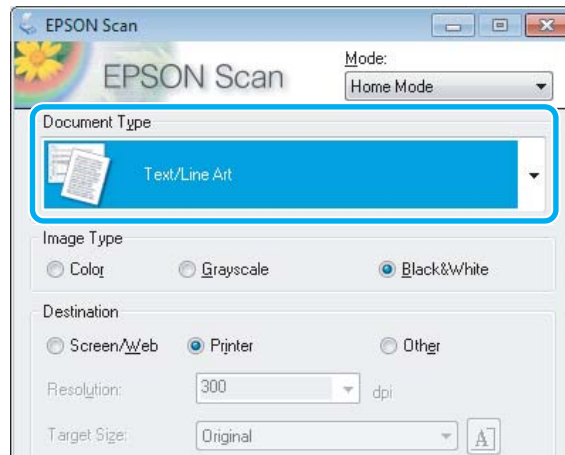 EPSON Scan
EPSON Scan
Mode:
Home Mode
Document Type
Text/Line Art
Image Type
Color
Grayscale
Black&White
Destination
Screen/Web
Printer
Other
Resolution:
300
dpi
Target Size:
Original
A